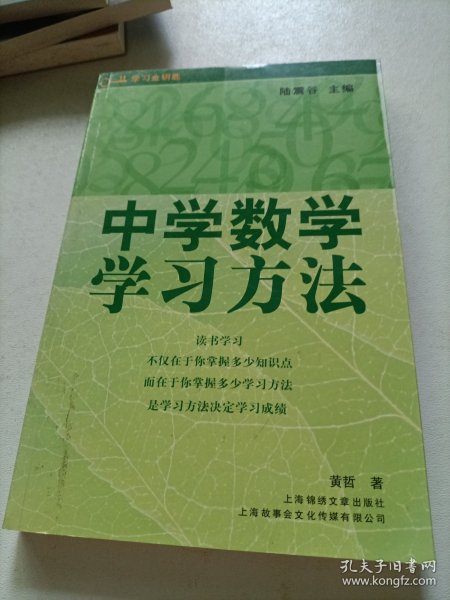 学习金钥匙
陆震谷 主编
中学数学
学习方法
读书学习
不仅在于你掌握多少知识点
而在于你掌握多少学习方法
是学习方法决定学习成绩
黄哲 著
上海锦绣文章出版社
上海故事会文化传媒有限公司
孔夫子旧书网
www.kongfz.com